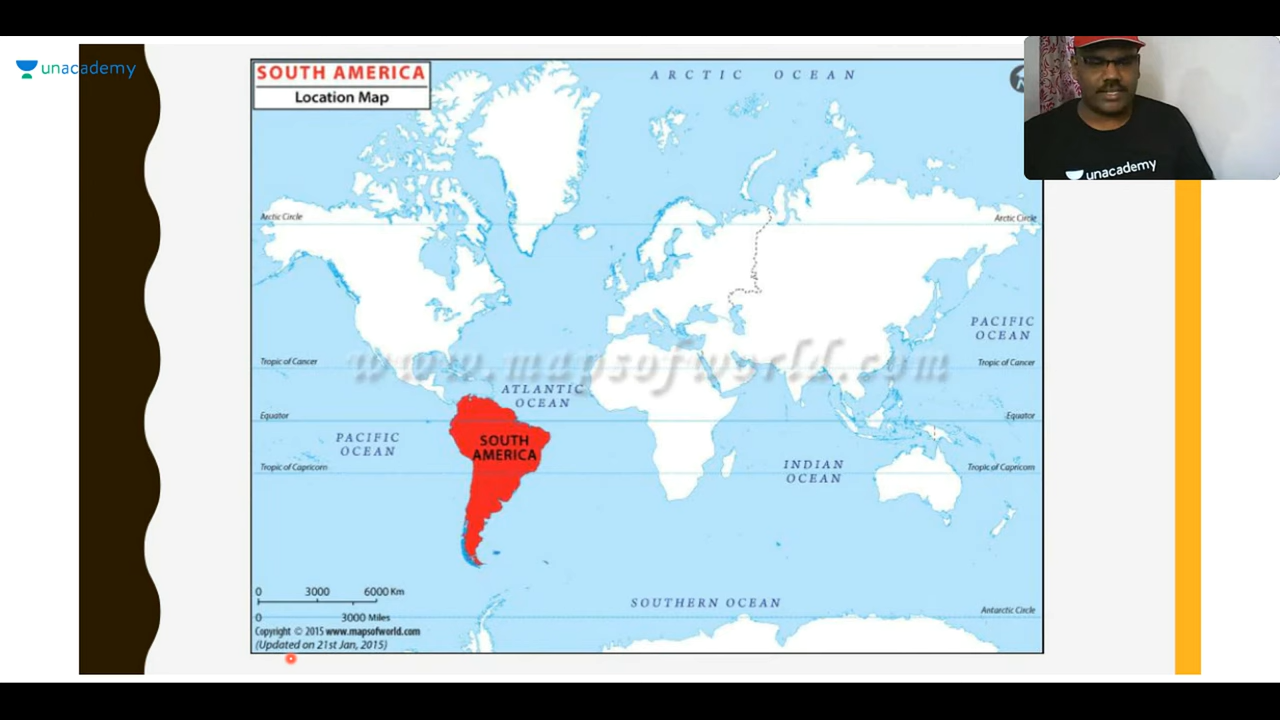 unacademy
SOUTH AMERICA
Location Map
ARCTIC OCEAN
unacademy
Arctic Circle
Arctic Circle
PACIFIC
OCEAN
www.mapsofworld.com
Tropic of Cancer
Tropic of Cancer
ATLANTIC
OCEAN
Equator
Equator
PACIFIC
OCEAN
SOUTH
AMERICA
INDIAN
OCEAN
Tropic of Capricorn
Tropic of Capricorn
0 3000 6000 Km
0 3000 Miles
SOUTHERN OCEAN
Antarctic Circle
Copyright © 2015 www.mapsofworld.com
(Updated on 21st Jan, 2015)